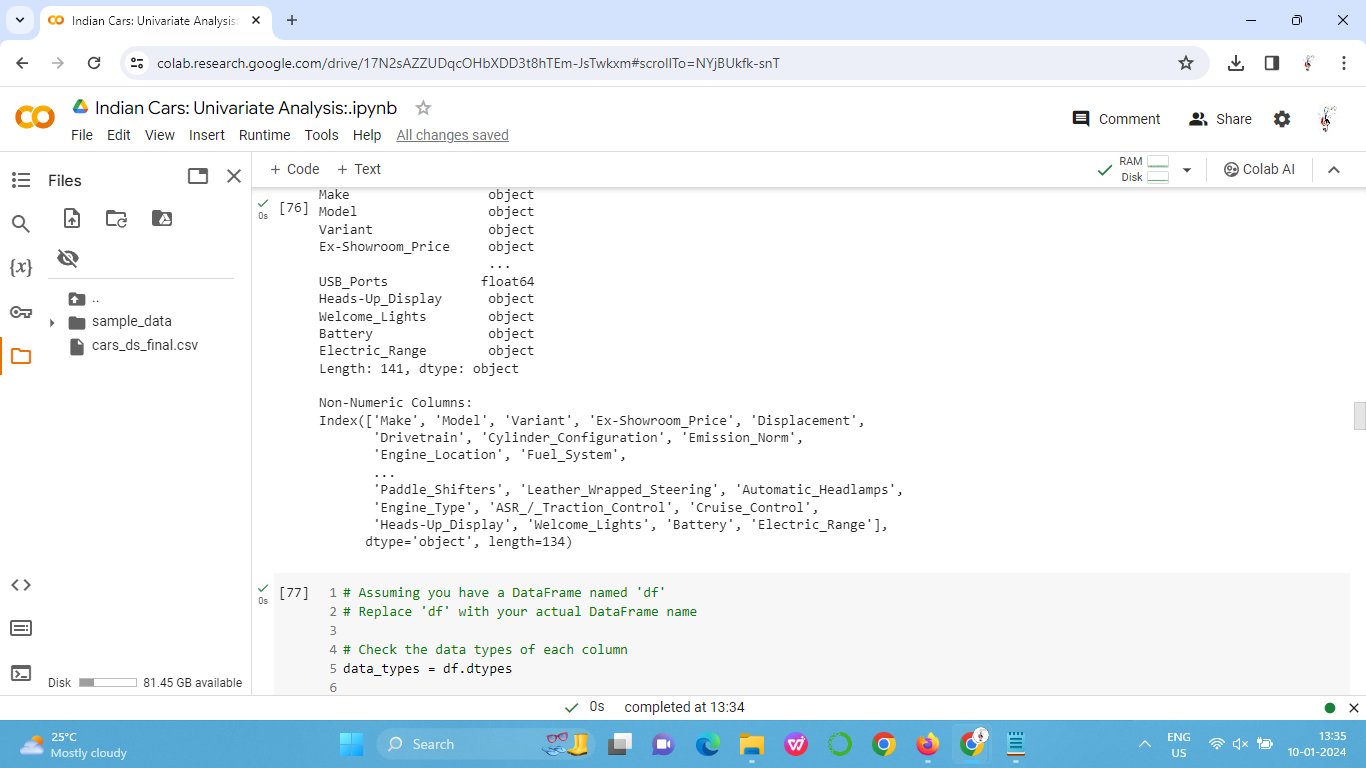 Indian Cars: Univariate Analysis
colab.research.google.com/drive/17N2sAZZUDqcOHbXDD3t8hTEm-JsTwkxm#scrollTo=NYjBUkfk-snT
Indian Cars: Univariate Analysis:.ipynb
File Edit View Insert Runtime Tools Help All changes saved
Comment Share
Files
+ Code + Text
RAM
Disk
Colab AI
{x}
..
sample_data
cars_ds_final.csv
Disk 81.45 GB available
0s
[76]
Make object
Model object
Variant object
Ex-Showroom_Price object
...
USB_Ports float64
Heads-Up_Display object
Welcome_Lights object
Battery object
Electric_Range object
Length: 141, dtype: object
Non-Numeric Columns:
Index(['Make', 'Model', 'Variant', 'Ex-Showroom_Price', 'Displacement',
'Drivetrain', 'Cylinder_Configuration', 'Emission_Norm',
'Engine_Location', 'Fuel_System',
...
'Paddle_Shifters', 'Leather_Wrapped_Steering', 'Automatic_Headlamps',
'Engine_Type', 'ASR_/_Traction_Control', 'Cruise_Control',
'Heads-Up_Display', 'Welcome_Lights', 'Battery', 'Electric_Range'],
dtype='object', length=134)
0s
[77]
1 # Assuming you have a DataFrame named 'df'
2 # Replace 'df' with your actual DataFrame name
3
4 # Check the data types of each column
5 data_types = df.dtypes
6
0s completed at 13:34
25°C
Mostly cloudy
Search
ENG
US
13:35
10-01-2024